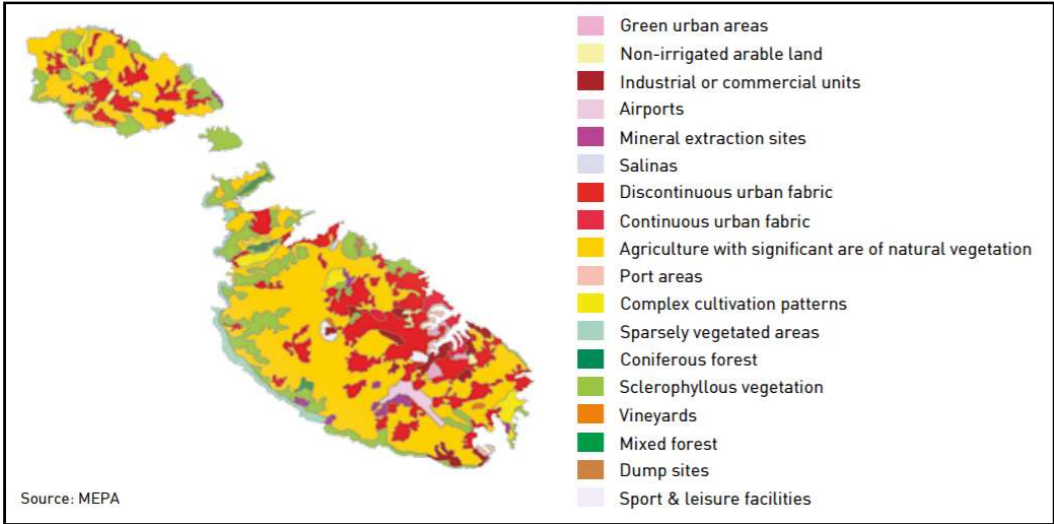 Green urban areas
Non-irrigated arable land
Industrial or commercial units
Airports
Mineral extraction sites
Salinas
Discontinuous urban fabric
Continuous urban fabric
Agriculture with significant are of natural vegetation
Port areas
Complex cultivation patterns
Sparsely vegetated areas
Coniferous forest
Sclerophyllous vegetation
Vineyards
Mixed forest
Dump sites
Sport & leisure facilities
Source: MEPA